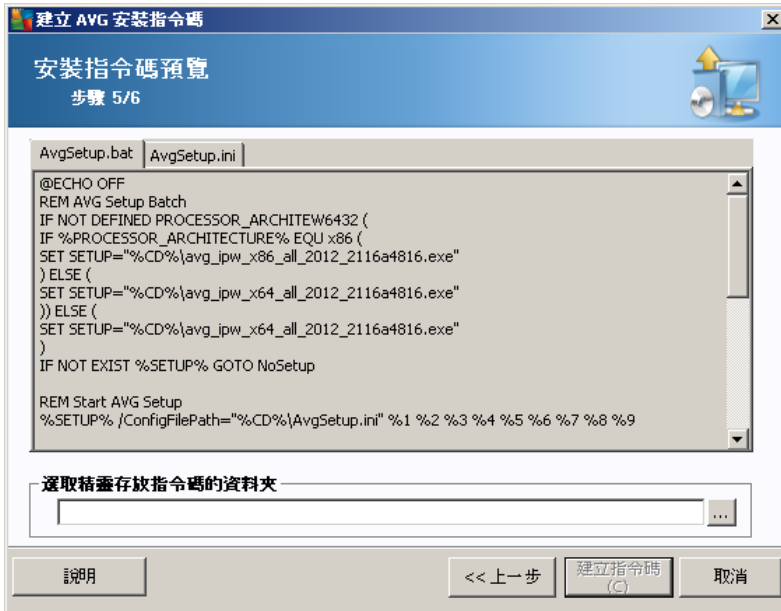 建立 AVG 安裝指令碼
安裝指令碼預覽
步驟 5/6
AvgSetup.bat
AvgSetup.ini
@ECHO OFF
REM AVG Setup Batch
IF NOT DEFINED PROCESSOR_ARCHITEW6432 (
IF %PROCESSOR_ARCHITECTURE% EQU x86 (
SET SETUP="%CD%\avg_ipw_x86_all_2012_2116a4816.exe"
) ELSE (
SET SETUP="%CD%\avg_ipw_x64_all_2012_2116a4816.exe"
)) ELSE (
SET SETUP="%CD%\avg_ipw_x64_all_2012_2116a4816.exe"
)
IF NOT EXIST %SETUP% GOTO NoSetup
REM Start AVG Setup
%SETUP% /ConfigFilePath="%CD%\AvgSetup.ini" %1 %2 %3 %4 %5 %6 %7 %8 %9
選取精靈存放指令碼的資料夾
...
說明
<< 上一步
建立指令碼
(C)
取消